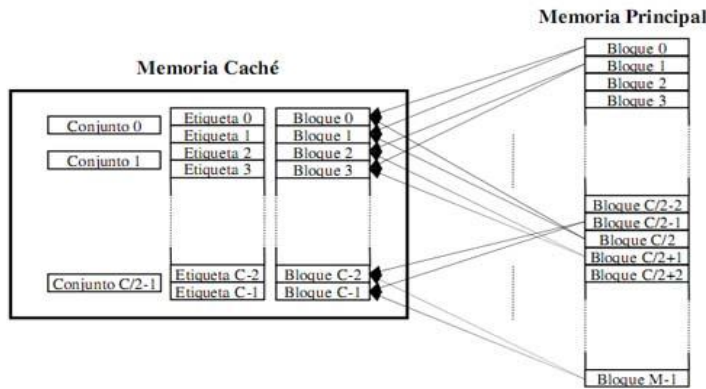 Memoria Principal
Bloque 0
Bloque 1
Bloque 2
Bloque 3
Bloque C/2-2
Bloque C/2-1
Bloque C/2
Bloque C/2+1
Bloque C/2+2
Bloque M-1
Memoria Caché
Conjunto 0
Conjunto 1
Conjunto C/2-1
Etiqueta 0
Etiqueta 1
Etiqueta 2
Etiqueta 3
Etiqueta C-2
Etiqueta C-1
Bloque 0
Bloque 1
Bloque 2
Bloque 3
Bloque C-2
Bloque C-1